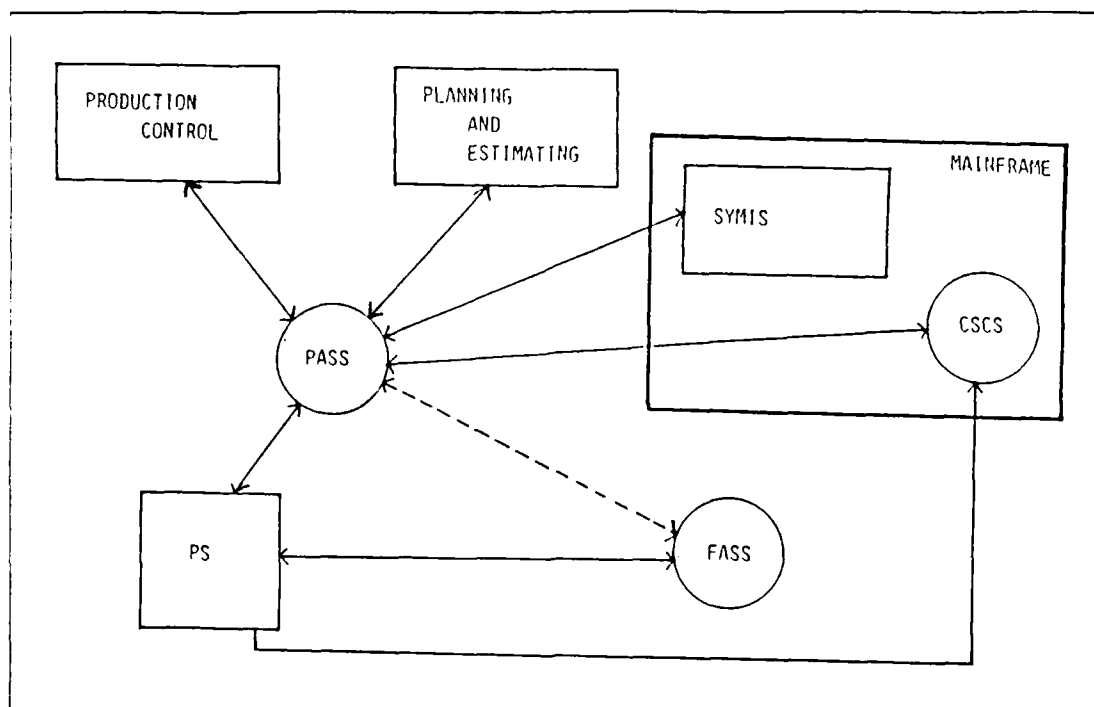 PRODUCTION
CONTROL
PLANNING
AND
ESTIMATING
MAINFRAME
SYMIS
CSCS
PASS
PS
FASS